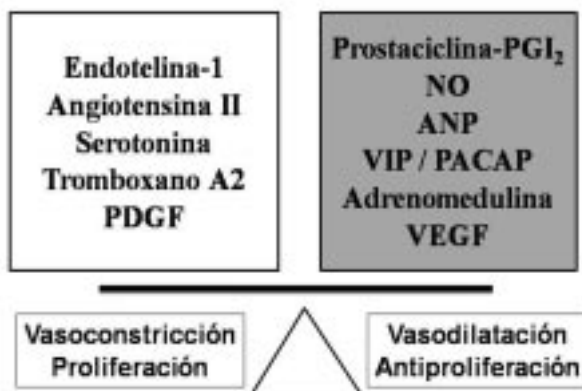 Endotelina-1
Angiotensina II
Serotonina
Tromboxano A2
PDGF
Prostaciclina-PGI₂
NO
ANP
VIP / PACAP
Adrenomedulina
VEGF
Vasoconstricción
Proliferación
Vasodilatación
Antiproliferación